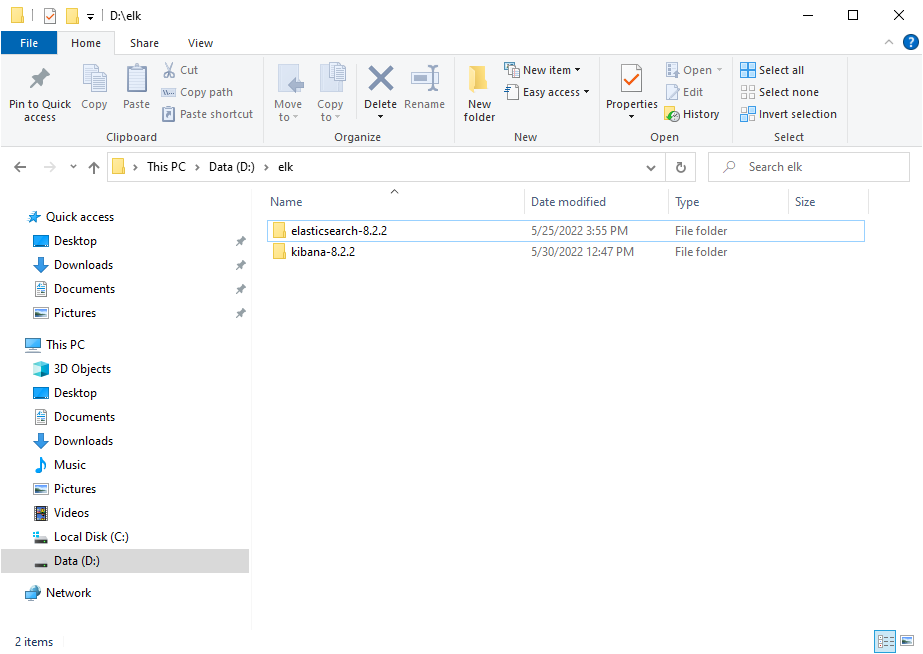 D:\elk
File Home Share View
Pin to Quick access
Copy
Paste
Cut
Copy path
Paste shortcut
Clipboard
Move to
Copy to
Delete
Rename
Organize
New folder
New item
Easy access
New
Properties
Open
Edit
History
Open
Select all
Select none
Invert selection
Select
This PC > Data (D:) > elk
Search elk
Name Date modified Type Size
elasticsearch-8.2.2 5/25/2022 3:55 PM File folder
kibana-8.2.2 5/30/2022 12:47 PM File folder
Quick access
Desktop
Downloads
Documents
Pictures
This PC
3D Objects
Desktop
Documents
Downloads
Music
Pictures
Videos
Local Disk (C:)
Data (D:)
Network
2 items